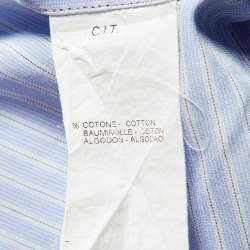 CIT
% COTONE - COTTON
BAUMWOLLE - COTON
ALGODON - ALGODAO